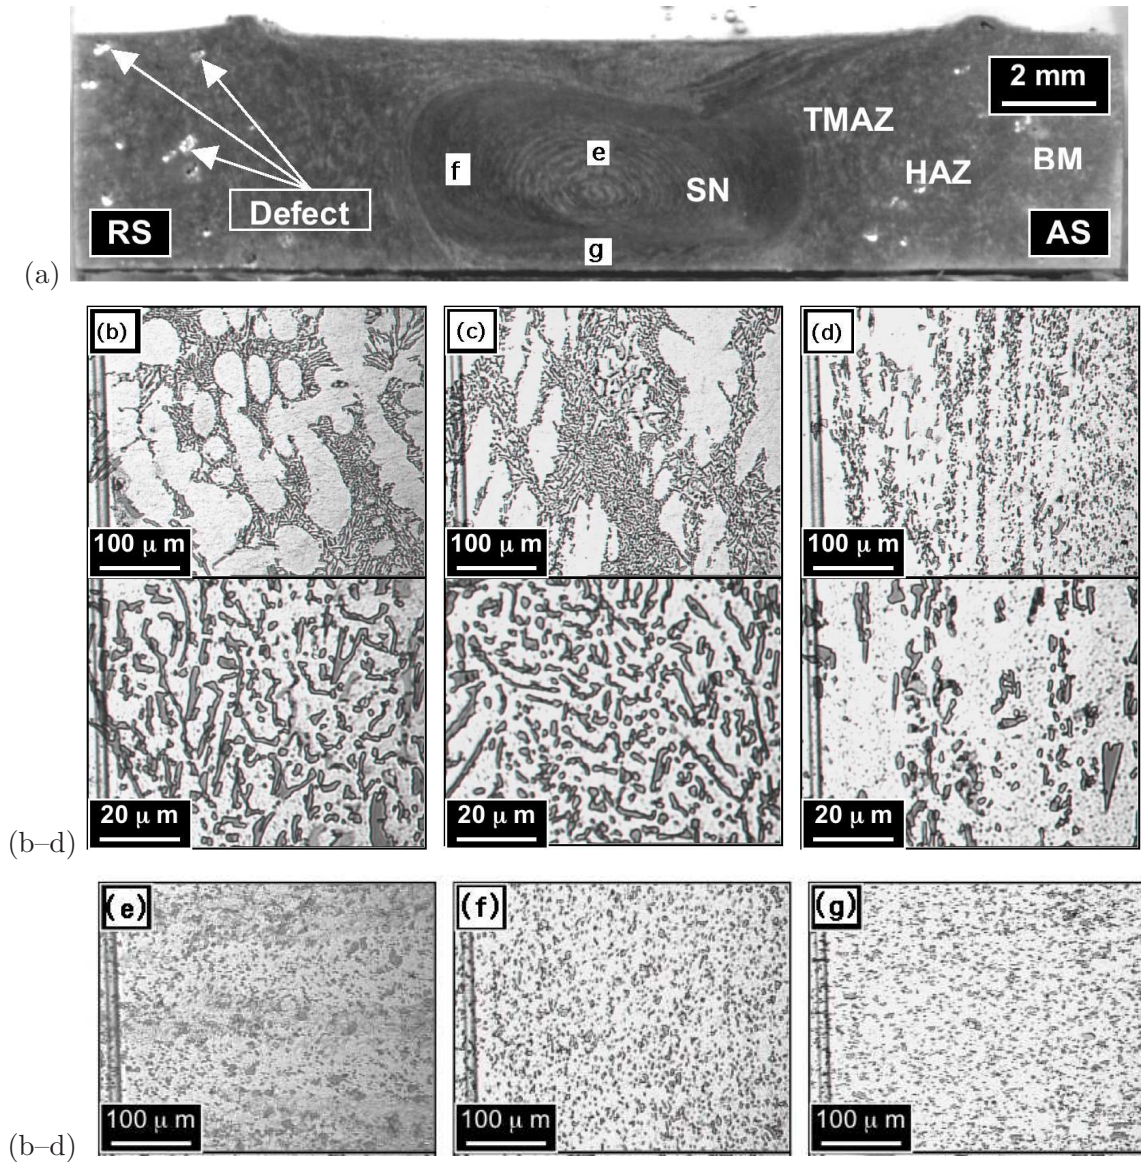 TMAZ
2 mm
e
f
HAZ
BM
SN
Defect
RS
AS
g
(a)
(b)
(c)
(d)
100 μ m
100 μ m
100 μ m
20 μ m
20 μ m
20 μ m
(b–d)
(e)
(f)
(g)
100 μ m
100 μ m
100 μ m
(b–d)